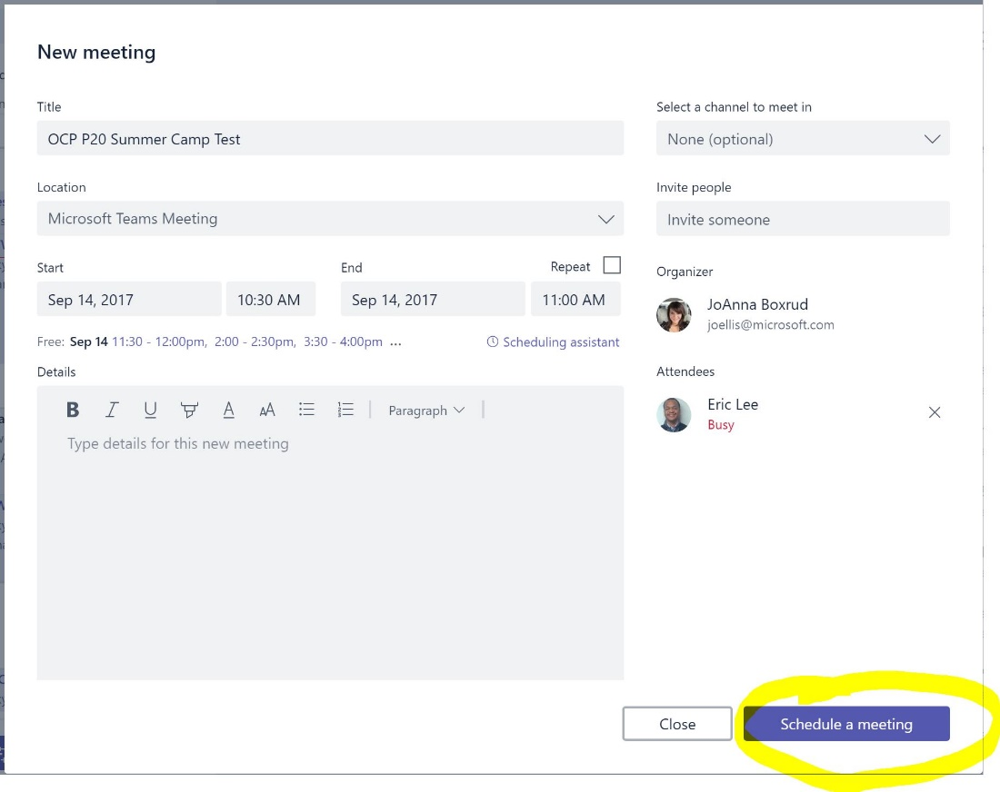 New meeting
Title
OCP P20 Summer Camp Test
Location
Microsoft Teams Meeting
Start
End
Repeat
Sep 14, 2017
10:30 AM
Sep 14, 2017
11:00 AM
Free: Sep 14 11:30 - 12:00pm, 2:00 - 2:30pm, 3:30 - 4:00pm ...
Scheduling assistant
Details
B I U A AA Paragraph
Type details for this new meeting
Select a channel to meet in
None (optional)
Invite people
Invite someone
Organizer
JoAnna Boxrud
joellis@microsoft.com
Attendees
Eric Lee
Busy
Close
Schedule a meeting